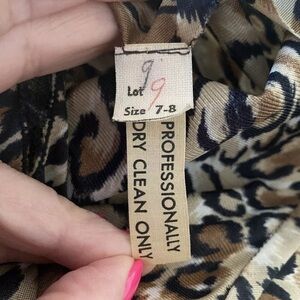 9
Lot 9
Size 7-8
PROFESSIONALLY
DRY CLEAN ONLY